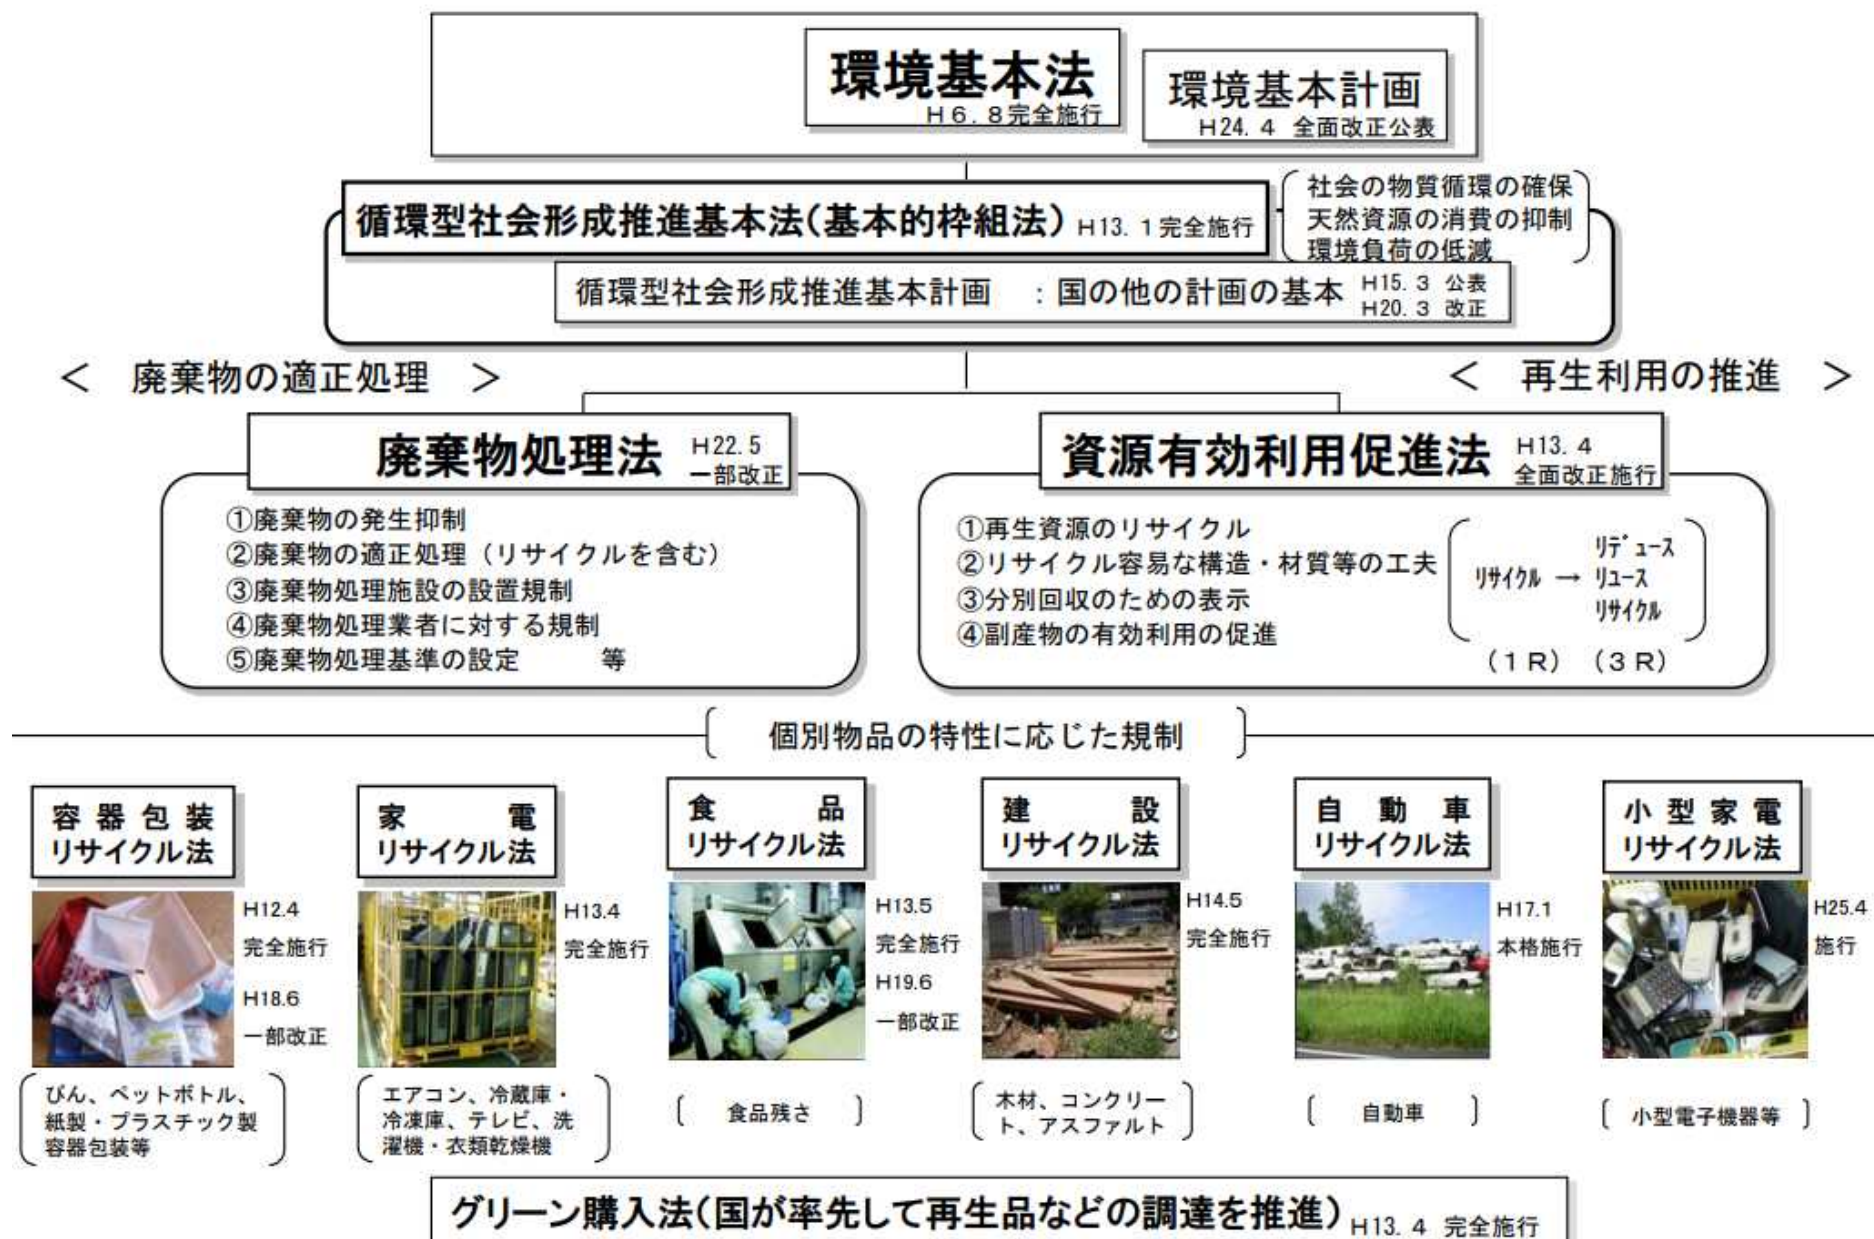 環境基本法
H6.8完全施行
環境基本計画
H24.4 全面改正公表
循環型社会形成推進基本法(基本的枠組法) H13.1完全施行
社会の物質循環の確保
天然資源の消費の抑制
環境負荷の低減
循環型社会形成推進基本計画 :国の他の計画の基本
H15.3 公表
H20.3 改正
< 廃棄物の適正処理 >
< 再生利用の推進 >
廃棄物処理法
H22.5
一部改正
①廃棄物の発生抑制
②廃棄物の適正処理(リサイクルを含む)
③廃棄物処理施設の設置規制
④廃棄物処理業者に対する規制
⑤廃棄物処理基準の設定 等
資源有効利用促進法
H13.4
全面改正施行
①再生資源のリサイクル
②リサイクル容易な構造・材質等の工夫
③分別回収のための表示
④副産物の有効利用の促進
ﾘﾃﾞｭｰｽ
ﾘｻｲｸﾙ → ﾘﾕｰｽ
ﾘｻｲｸﾙ
(1R) (3R)
個別物品の特性に応じた規制
容器包装
リサイクル法
H12.4
完全施行
H18.6
一部改正
びん、ペットボトル、
紙製・プラスチック製
容器包装等
家電
リサイクル法
H13.4
完全施行
エアコン、冷蔵庫・
冷凍庫、テレビ、洗
濯機・衣類乾燥機
食品
リサイクル法
H13.5
完全施行
H19.6
一部改正
食品残さ
建設
リサイクル法
H14.5
完全施行
木材、コンクリー
ト、アスファルト
自動車
リサイクル法
H17.1
本格施行
自動車
小型家電
リサイクル法
H25.4
施行
小型電子機器等
グリーン購入法(国が率先して再生品などの調達を推進) H13.4 完全施行